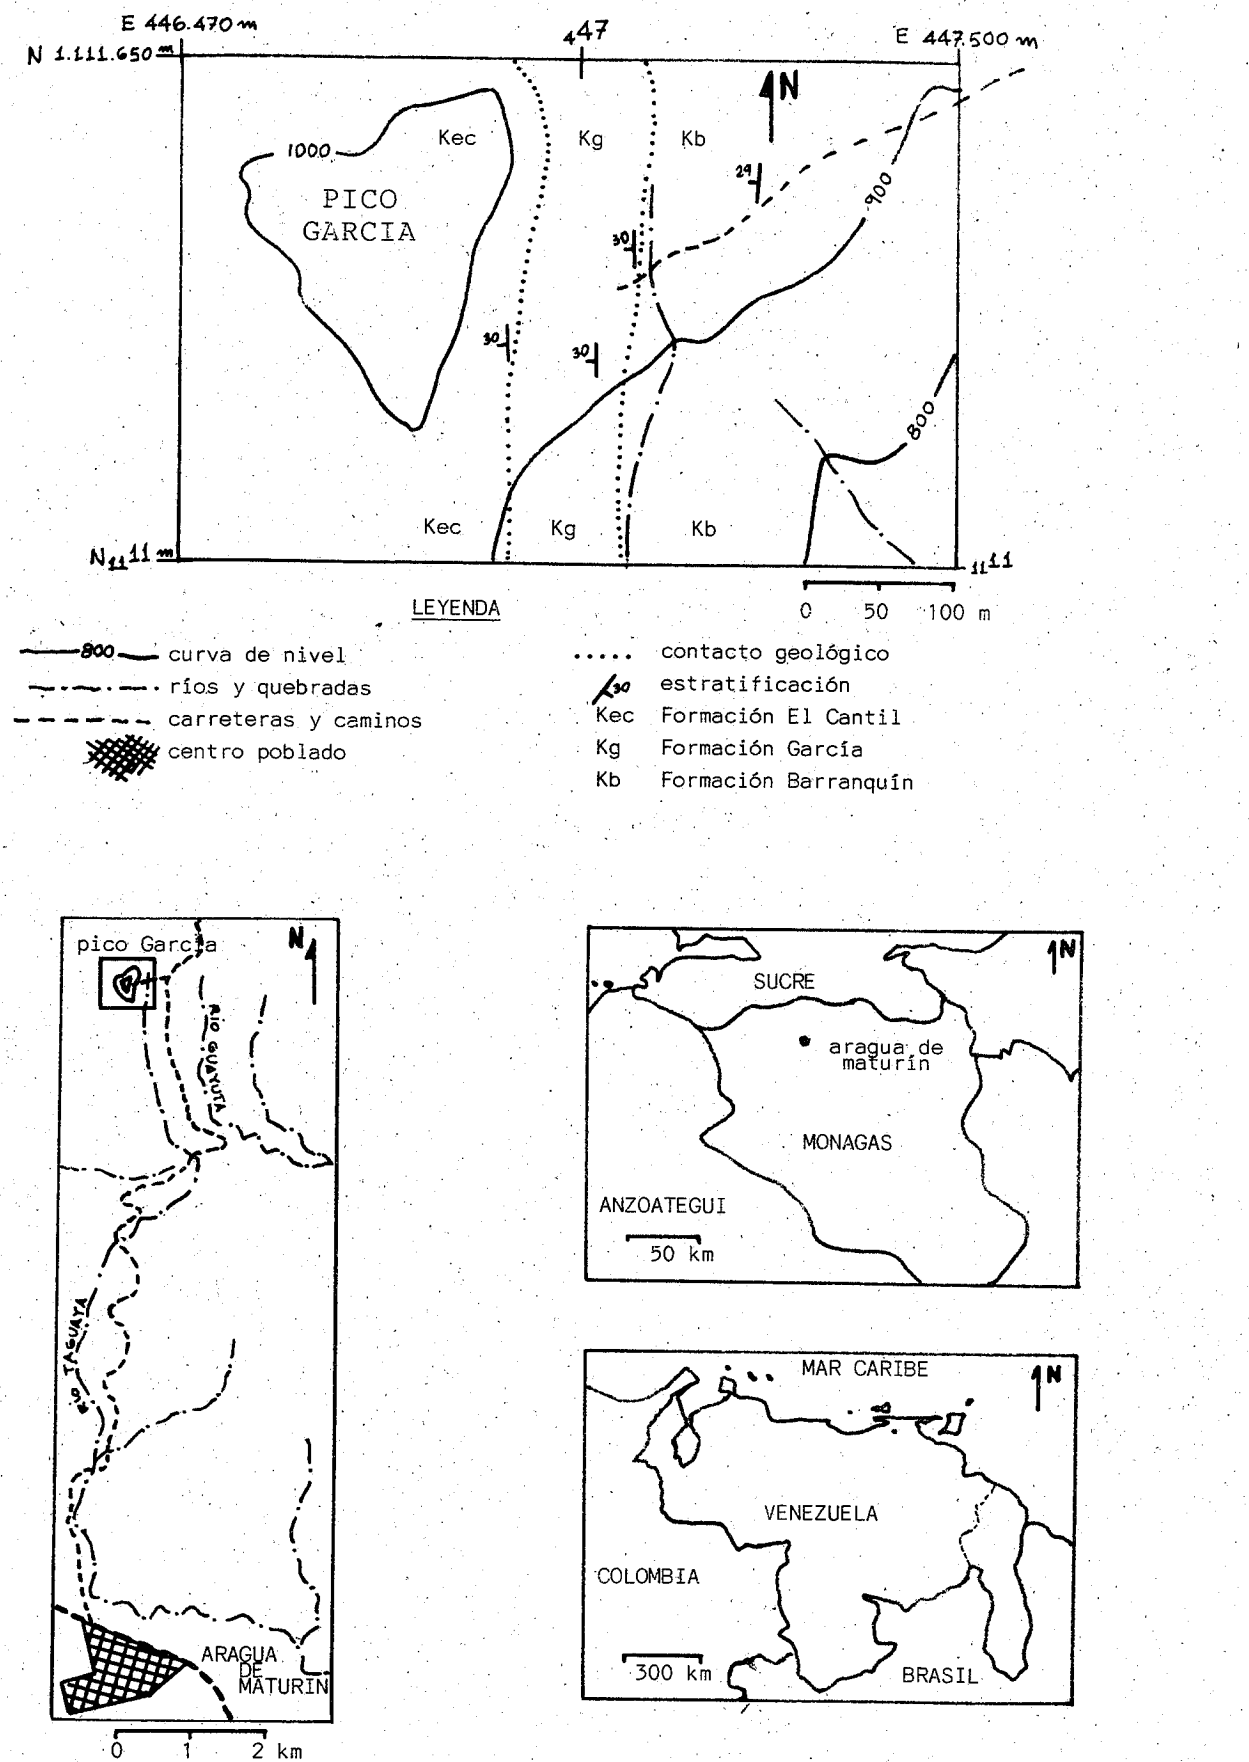 E 446.470 m
447
E 447.500 m
N 1.111.650 m
N
Kec
Kg
Kb
1000
PICO
GARCIA
29
900
30
30
30
800
Kec
Kg
Kb
N 1111 m
1111
0 50 100 m
LEYENDA
800 curva de nivel
ríos y quebradas
carreteras y caminos
centro poblado
contacto geológico
30 estratificación
Kec Formación El Cantil
Kg Formación García
Kb Formación Barranquín
pico García
N
RIO GUAYUTA
RIO TAGUAYA
ARAGUA
DE
MATURIN
0 1 2 km
N
SUCRE
aragua de
maturín
MONAGAS
ANZOATEGUI
50 km
MAR CARIBE
N
VENEZUELA
COLOMBIA
300 km
BRASIL